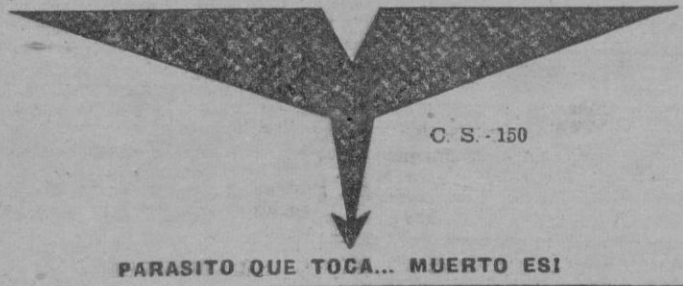 C. S. - 150
PARASITO QUE TOCA... MUERTO ES!